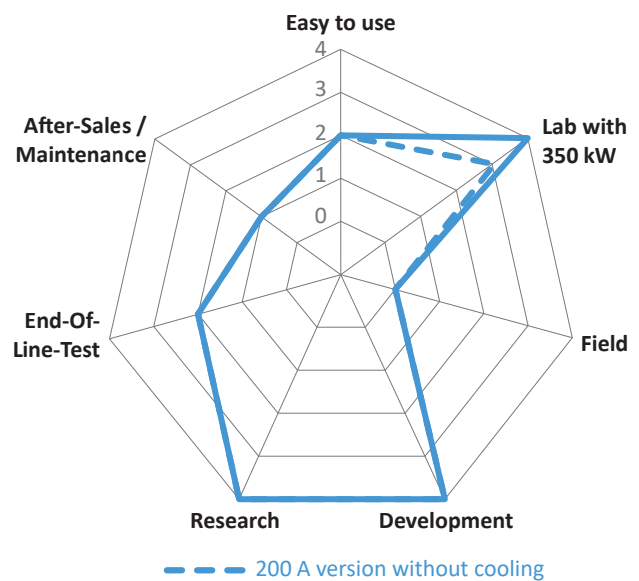 Easy to use
4
3
2
1
0
After-Sales /
Maintenance
Lab with
350 kW
End-Of-
Line-Test
Field
Research
Development
200 A version without cooling